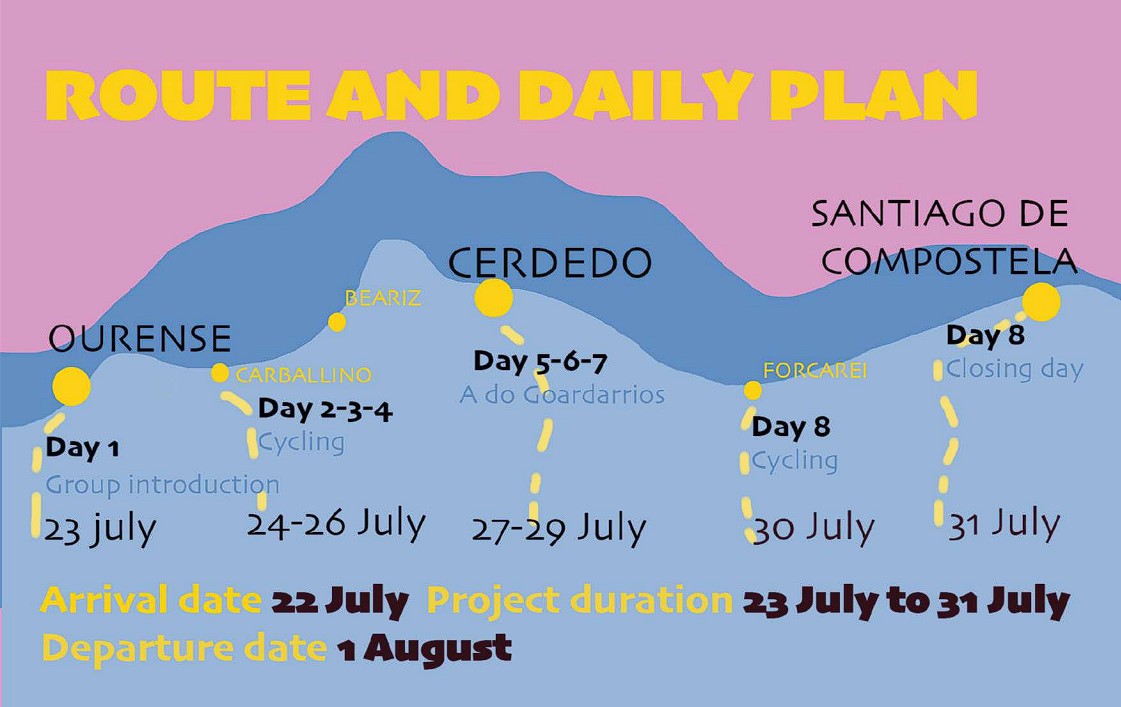 ROUTE AND DAILY PLAN
SANTIAGO DE
COMPOSTELA
CERDEDO
BEARIZ
OURENSE
CARBALLINO
FORCAREI
Day 1
Group introduction
23 july
Day 2-3-4
Cycling
24-26 July
Day 5-6-7
A do Goardarrios
27-29 July
Day 8
Cycling
30 July
Day 8
Closing day
31 July
Arrival date 22 July Project duration 23 July to 31 July
Departure date 1 August